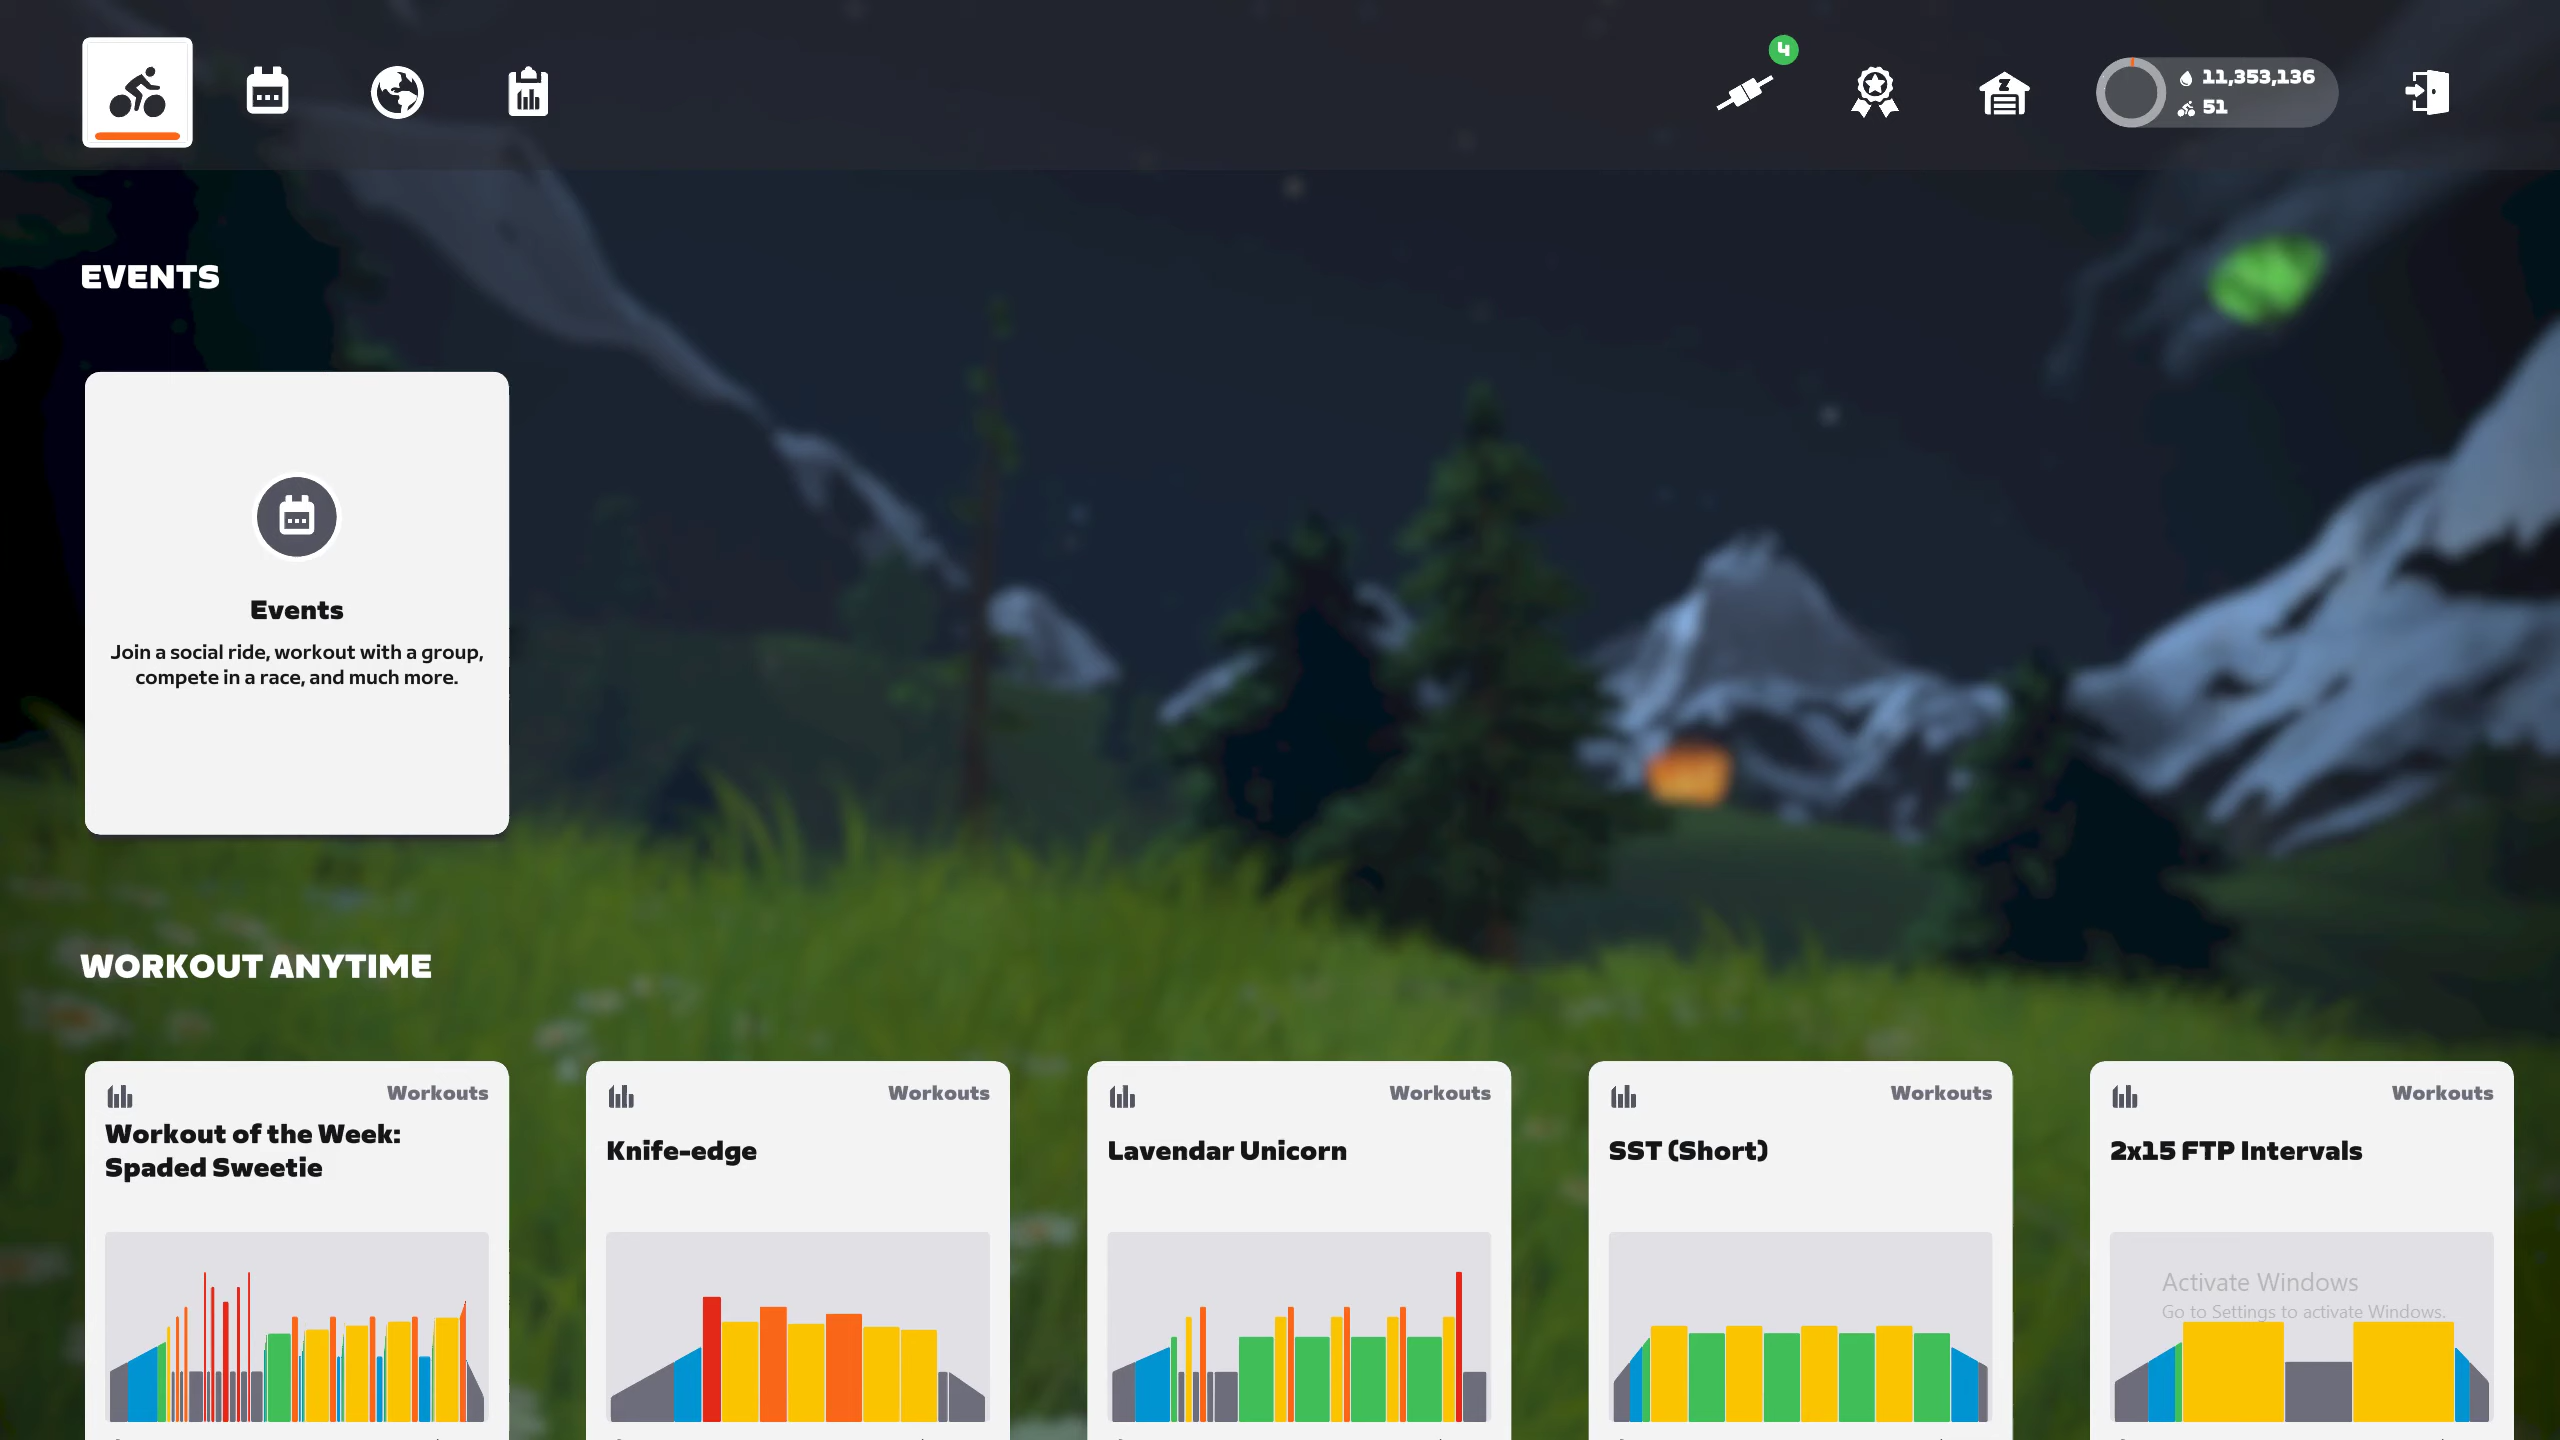 4
11,353,136
51
EVENTS
Events
Join a social ride, workout with a group,
compete in a race, and much more.
WORKOUT ANYTIME
Workouts
Workout of the Week:
Spaded Sweetie
Workouts
Knife-edge
Workouts
Lavendar Unicorn
Workouts
SST (Short)
Workouts
2x15 FTP Intervals
Activate Windows
Go to Settings to activate Windows.